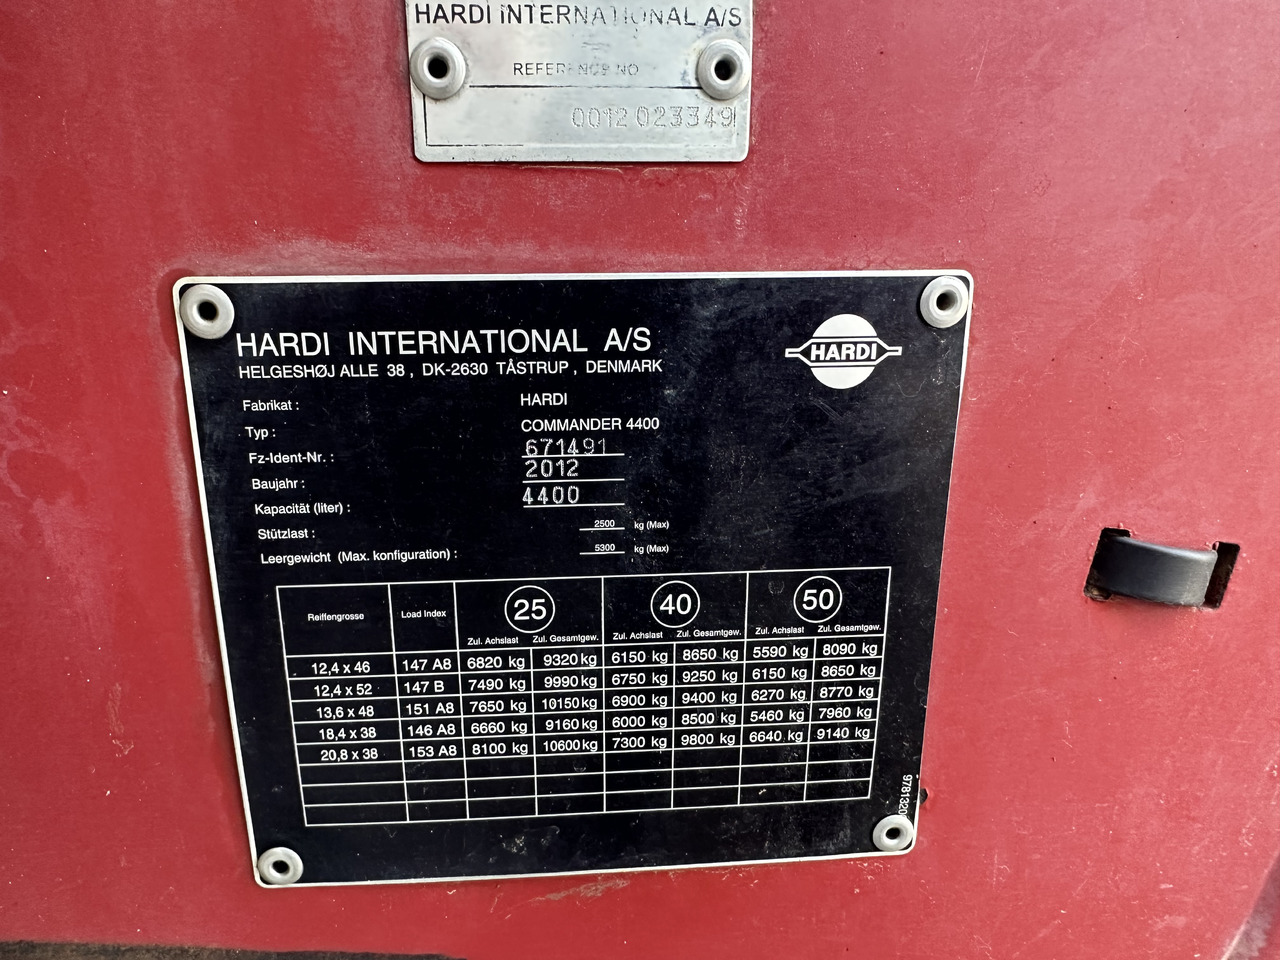 HARDI INTERNATIONAL A/S
REFERENCE NO
0012 023349
HARDI INTERNATIONAL A/S
HELGESHØJ ALLE 38, DK-2630 TÅSTRUP, DENMARK
HARDI
Fabrikat : HARDI
Typ : COMMANDER 4400
Fz-Ident-Nr. : 671491
Baujahr : 2012
Kapacität (liter) : 4400
Stützlast : 2500 kg (Max)
Leergewicht (Max. konfiguration) : 5300 kg (Max)
Reiffengrosse Load Index 25 40 50
Zul. Achslast Zul. Gesamtgew. Zul. Achslast Zul. Gesamtgew. Zul. Achslast Zul. Gesamtgew.
12,4 x 46 147 A8 6820 kg 9320 kg 6150 kg 8650 kg 5590 kg 8090 kg
12,4 x 52 147 B 7490 kg 9990 kg 6750 kg 9250 kg 6150 kg 8650 kg
13,6 x 48 151 A8 7650 kg 10150 kg 6900 kg 9400 kg 6270 kg 8770 kg
18,4 x 38 146 A8 6660 kg 9160 kg 6000 kg 8500 kg 5460 kg 7960 kg
20,8 x 38 153 A8 8100 kg 10600 kg 7300 kg 9800 kg 6640 kg 9140 kg